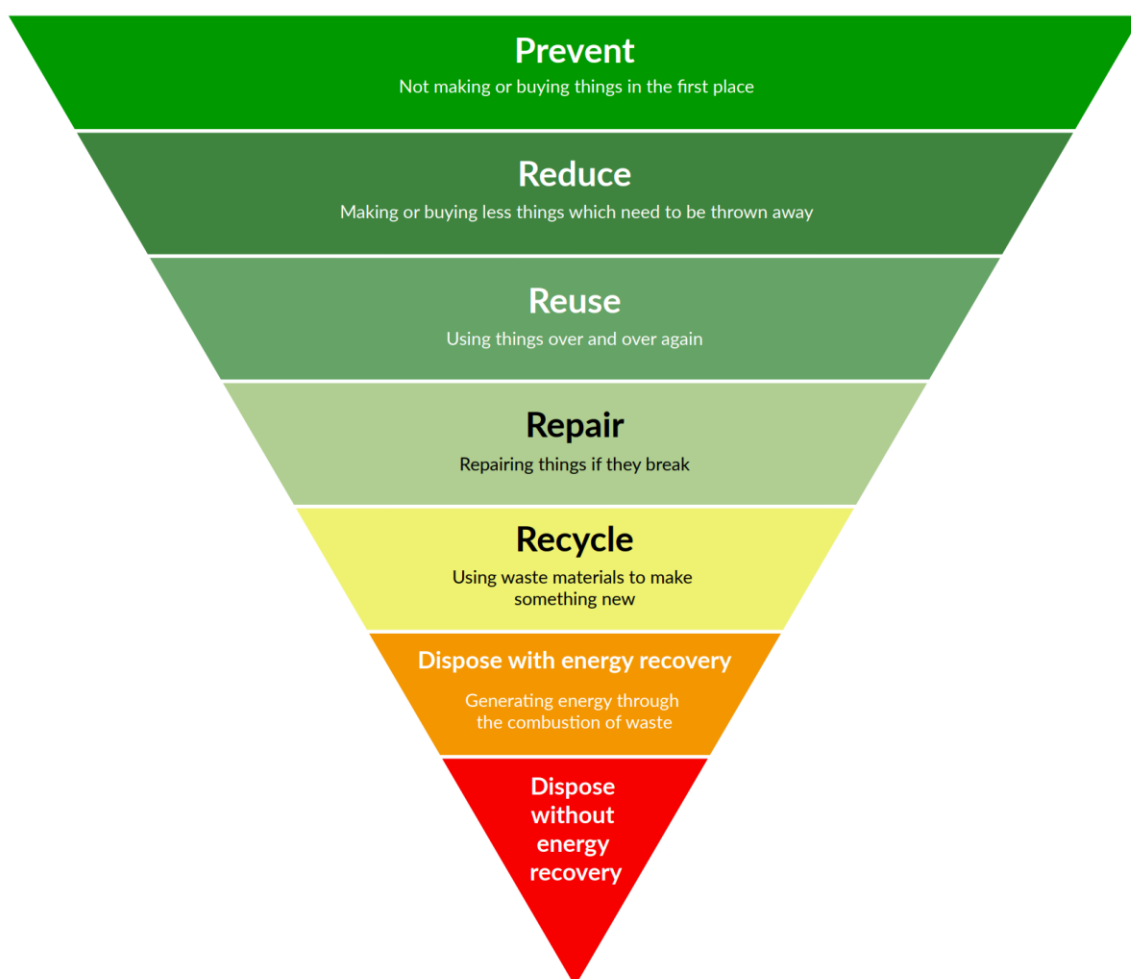 Prevent
Not making or buying things in the first place
Reduce
Making or buying less things which need to be thrown away
Reuse
Using things over and over again
Repair
Repairing things if they break
Recycle
Using waste materials to make
something new
Dispose with energy recovery
Generating energy through
the combustion of waste
Dispose
without
energy
recovery